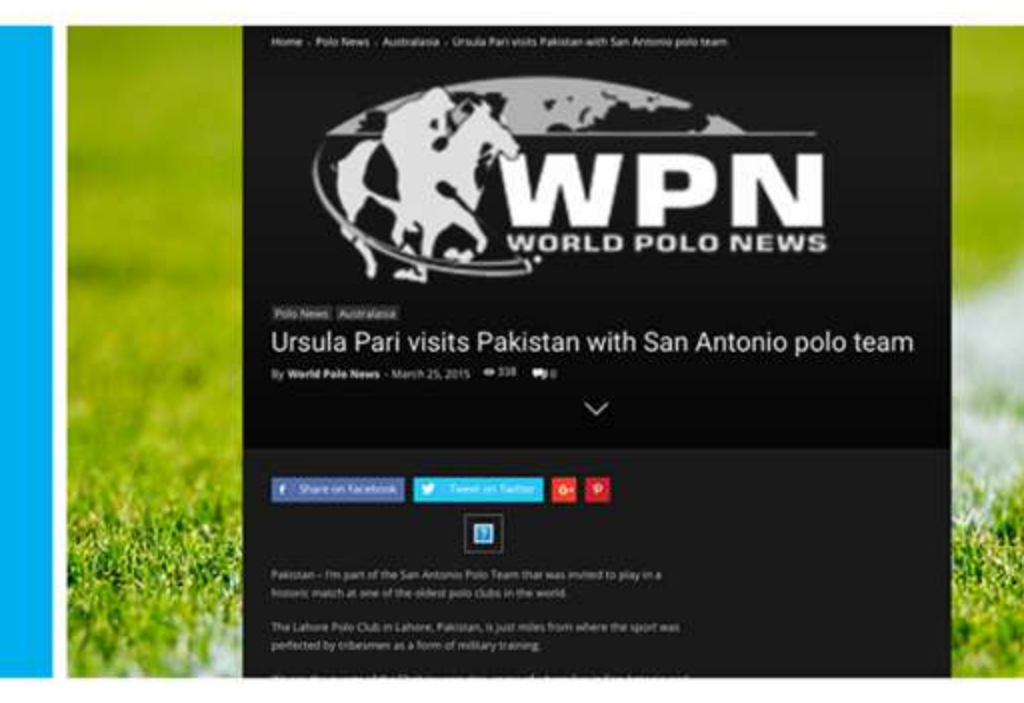 Home › Polo News › Australasia › Ursula Pari visits Pakistan with San Antonio polo team
WPN
WORLD POLO NEWS
Polo News Australasia
Ursula Pari visits Pakistan with San Antonio polo team
By World Polo News - March 25, 2015 338 0
Share on Facebook Tweet on Twitter G+
Pakistan – I'm part of the San Antonio Polo Team that was invited to play in a
historic match at one of the oldest polo clubs in the world.
The Lahore Polo Club in Lahore, Pakistan, is just miles from where the sport was
perfected by tribesmen as a form of military training.